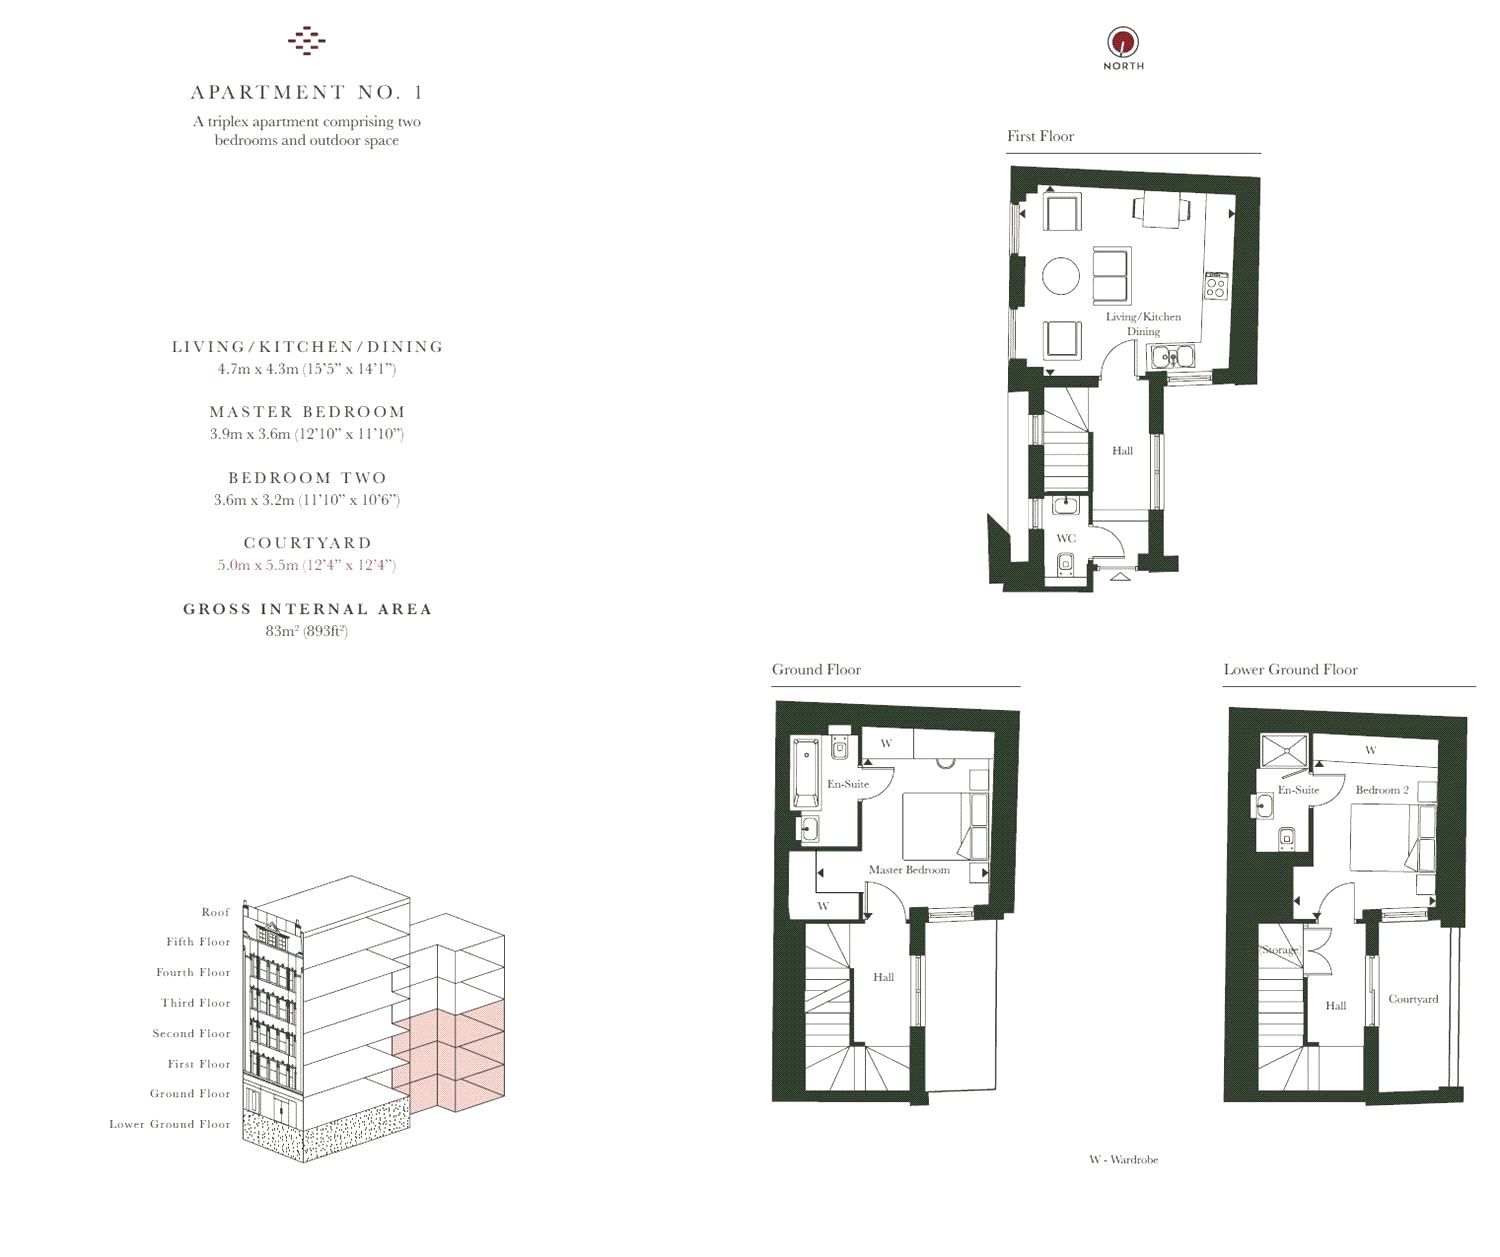 APARTMENT NO. 1
A triplex apartment comprising two
bedrooms and outdoor space
LIVING/KITCHEN/DINING
4.7m x 4.3m (15’5” x 14’1”)
MASTER BEDROOM
3.9m x 3.6m (12’10” x 11’10”)
BEDROOM TWO
3.6m x 3.2m (11’10” x 10’6”)
COURTYARD
5.0m x 5.5m (12’4” x 12’4”)
GROSS INTERNAL AREA
83m² (893ft²)
Roof
Fifth Floor
Fourth Floor
Third Floor
Second Floor
First Floor
Ground Floor
Lower Ground Floor
NORTH
First Floor
Living/Kitchen
Dining
Hall
WC
Ground Floor
W
En-Suite
Master Bedroom
W
Hall
Lower Ground Floor
W
En-Suite
Bedroom 2
(Storage)
Hall
Courtyard
W - Wardrobe